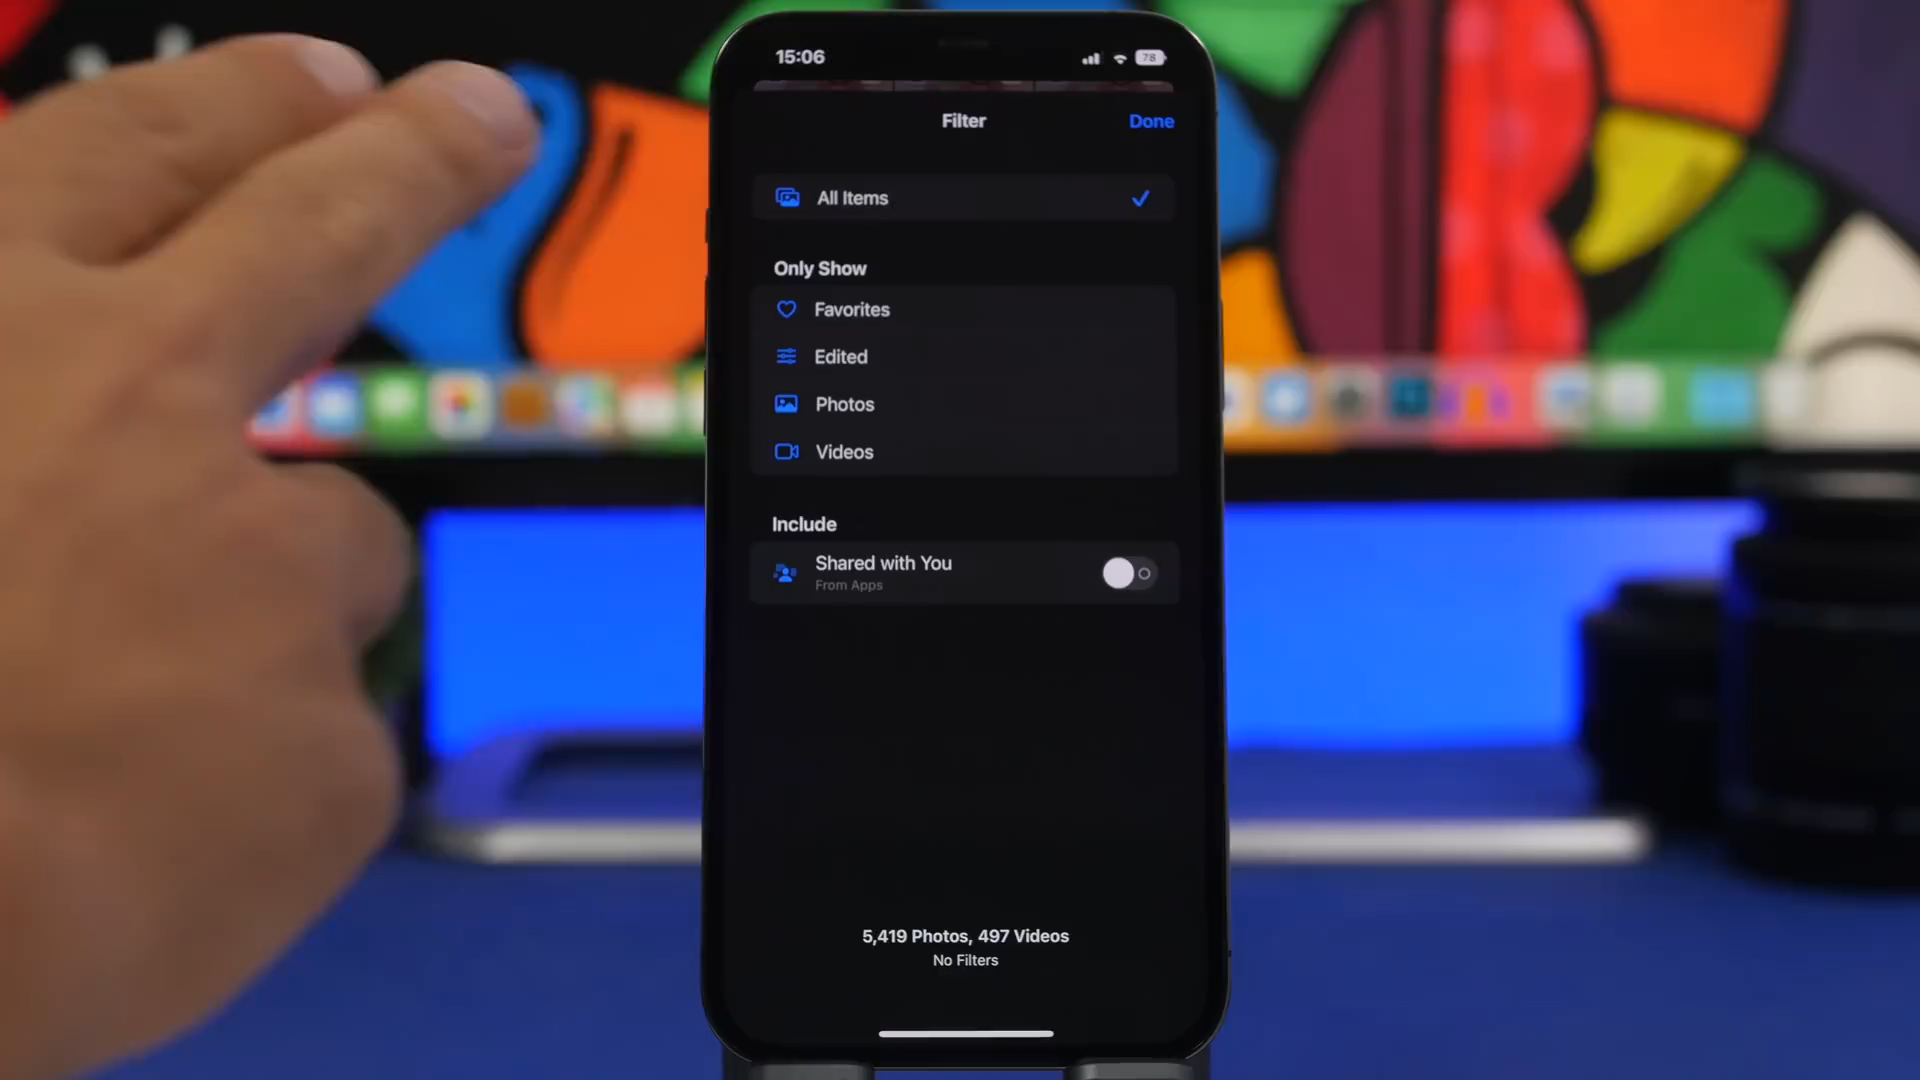 15:06
78
Filter
Done
All Items
Only Show
Favorites
Edited
Photos
Videos
Include
Shared with You
From Apps
5,419 Photos, 497 Videos
No Filters